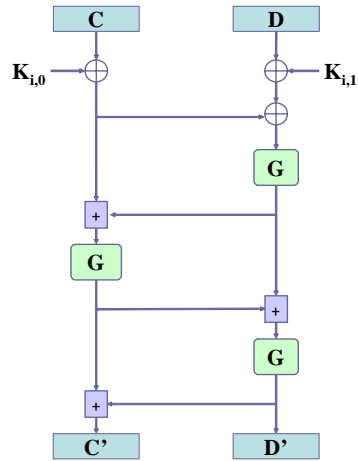 C D
K_{i,0} K_{i,1}
G
+
G
+
G
+
C’ D’